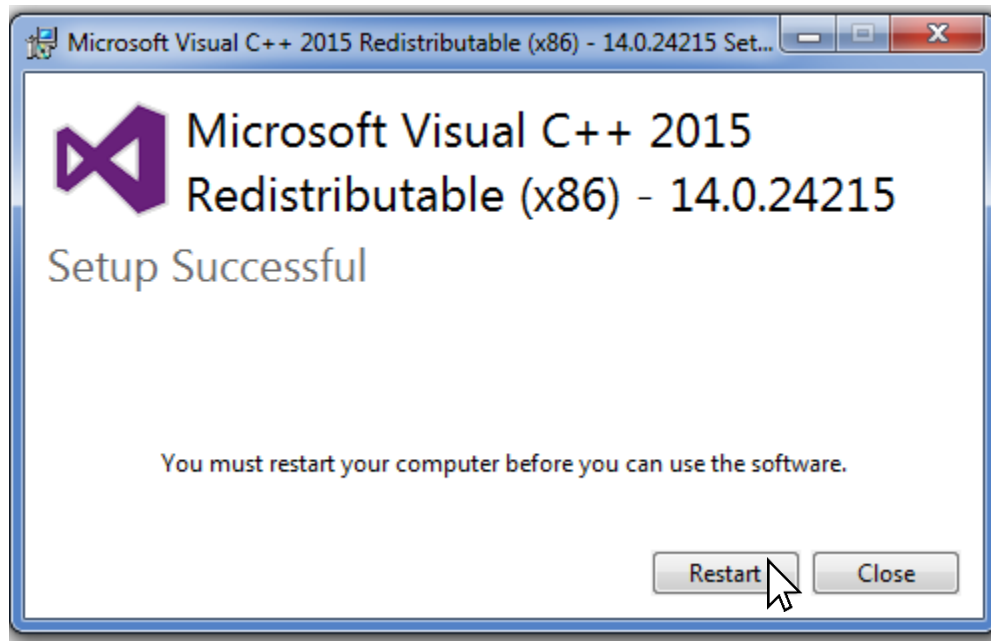 Microsoft Visual C++ 2015 Redistributable (x86) - 14.0.24215 Set...
Microsoft Visual C++ 2015
Redistributable (x86) - 14.0.24215
Setup Successful
You must restart your computer before you can use the software.
Restart
Close